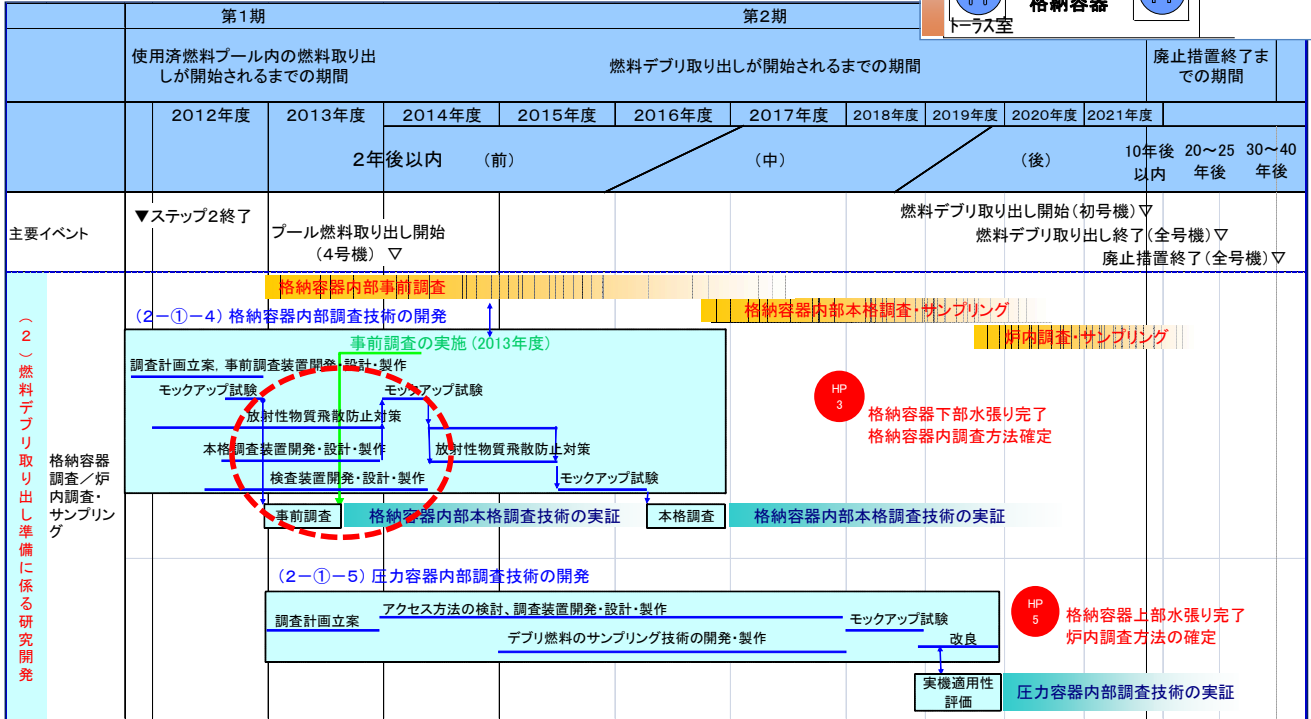 格納容器
トーラス室
第1期
第2期
使用済燃料プール内の燃料取り出
しが開始されるまでの期間
燃料デブリ取り出しが開始されるまでの期間
廃止措置終了ま
での期間
2012年度
2013年度
2014年度
2015年度
2016年度
2017年度
2018年度
2019年度
2020年度
2021年度
2年後以内
(前)
(中)
(後)
10年後
以内
20～25
年後
30～40
年後
主要イベント
▼ステップ2終了
プール燃料取り出し開始
(4号機) ▽
燃料デブリ取り出し開始(初号機)▽
燃料デブリ取り出し終了(全号機)▽
廃止措置終了(全号機)▽
(2)燃料デブリ取り出し準備に係る研究開発
格納容器
調査／炉
内調査・
サンプリン
グ
格納容器内部事前調査
格納容器内部本格調査・サンプリング
炉内調査・サンプリング
(2－①－4) 格納容器内部調査技術の開発
事前調査の実施(2013年度)
調査計画立案，事前調査装置開発・設計・製作
モックアップ試験
モックアップ試験
放射性物質飛散防止対策
本格調査装置開発・設計・製作
放射性物質飛散防止対策
検査装置開発・設計・製作
モックアップ試験
HP
3
格納容器下部水張り完了
格納容器内調査方法確定
事前調査
格納容器内部本格調査技術の実証
本格調査
格納容器内部本格調査技術の実証
(2－①－5) 圧力容器内部調査技術の開発
調査計画立案
アクセス方法の検討、調査装置開発・設計・製作
モックアップ試験
デブリ燃料のサンプリング技術の開発・製作
改良
HP
5
格納容器上部水張り完了
炉内調査方法の確定
実機適用性
評価
圧力容器内部調査技術の実証